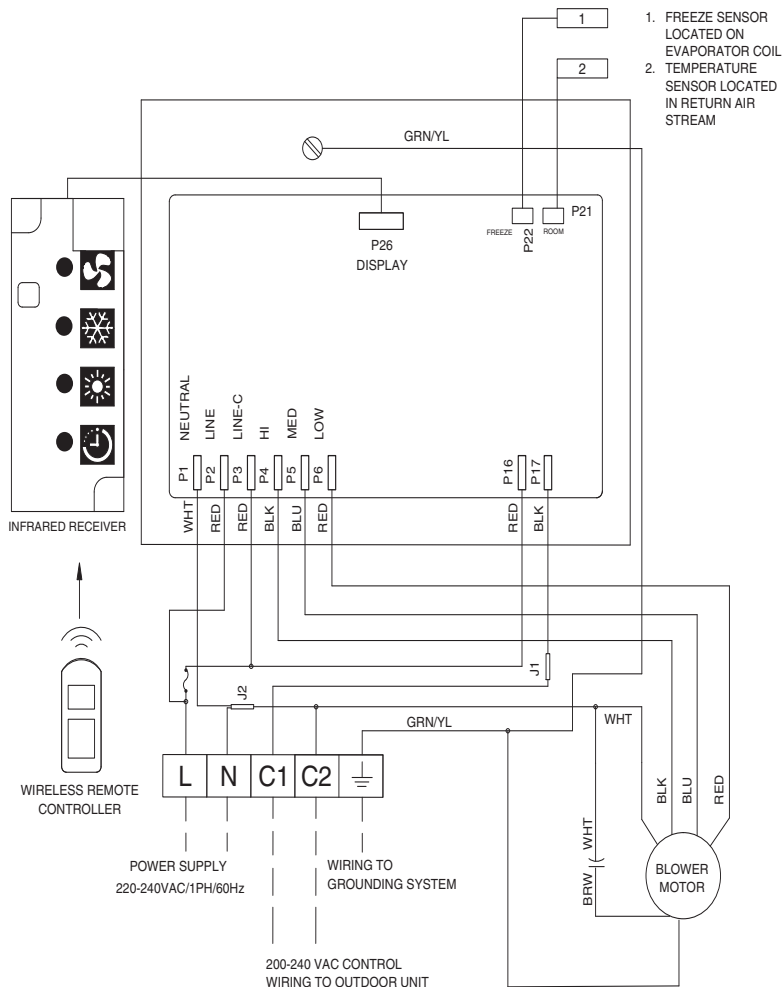 1
1. FREEZE SENSOR
LOCATED ON
EVAPORATOR COIL
2
2. TEMPERATURE
SENSOR LOCATED
IN RETURN AIR
STREAM
GRN/YL
P26
DISPLAY
FREEZE
P22
ROOM
P21
NEUTRAL
LINE
LINE-C
HI
MED
LOW
P1
P2
P3
P4
P5
P6
P16
P17
WHT
RED
RED
BLK
BLU
RED
RED
BLK
INFRARED RECEIVER
J1
J2
GRN/YL
WHT
L
N
C1
C2
WIRELESS REMOTE
CONTROLLER
BLK
BLU
RED
WHT
BRW
BLOWER
MOTOR
POWER SUPPLY
220-240VAC/1PH/60Hz
WIRING TO
GROUNDING SYSTEM
200-240 VAC CONTROL
WIRING TO OUTDOOR UNIT